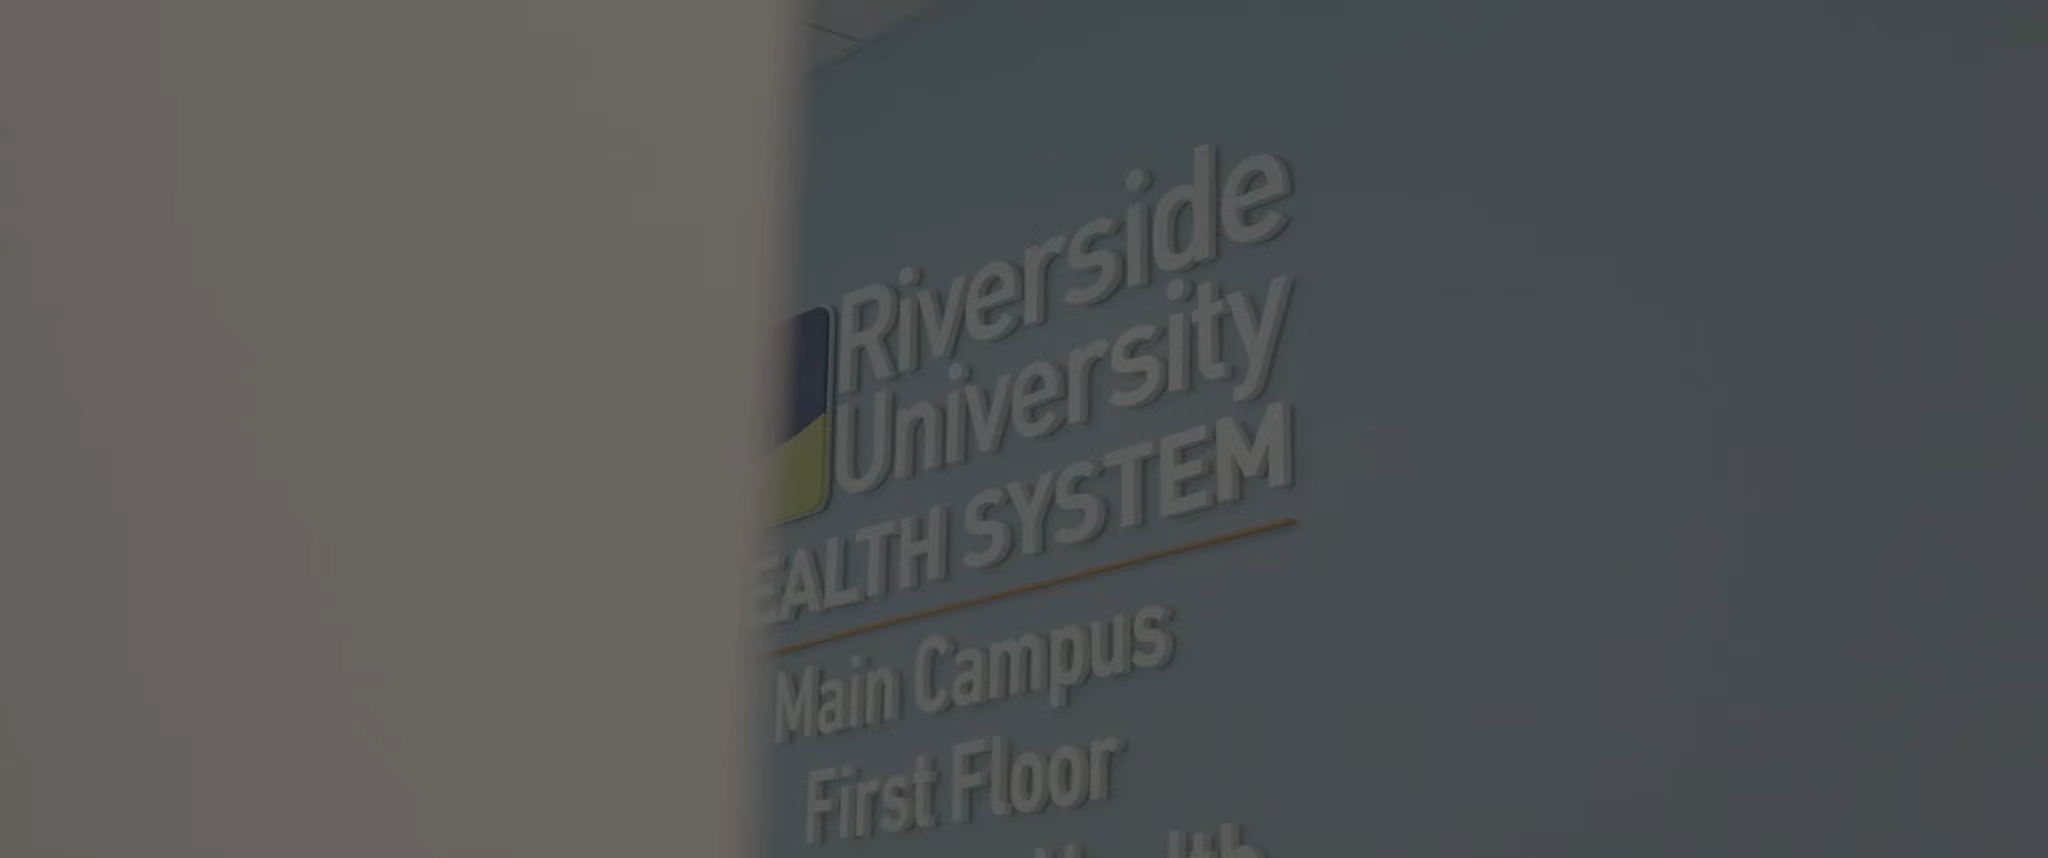 Riverside
University
EALTH SYSTEM
Main Campus
First Floor